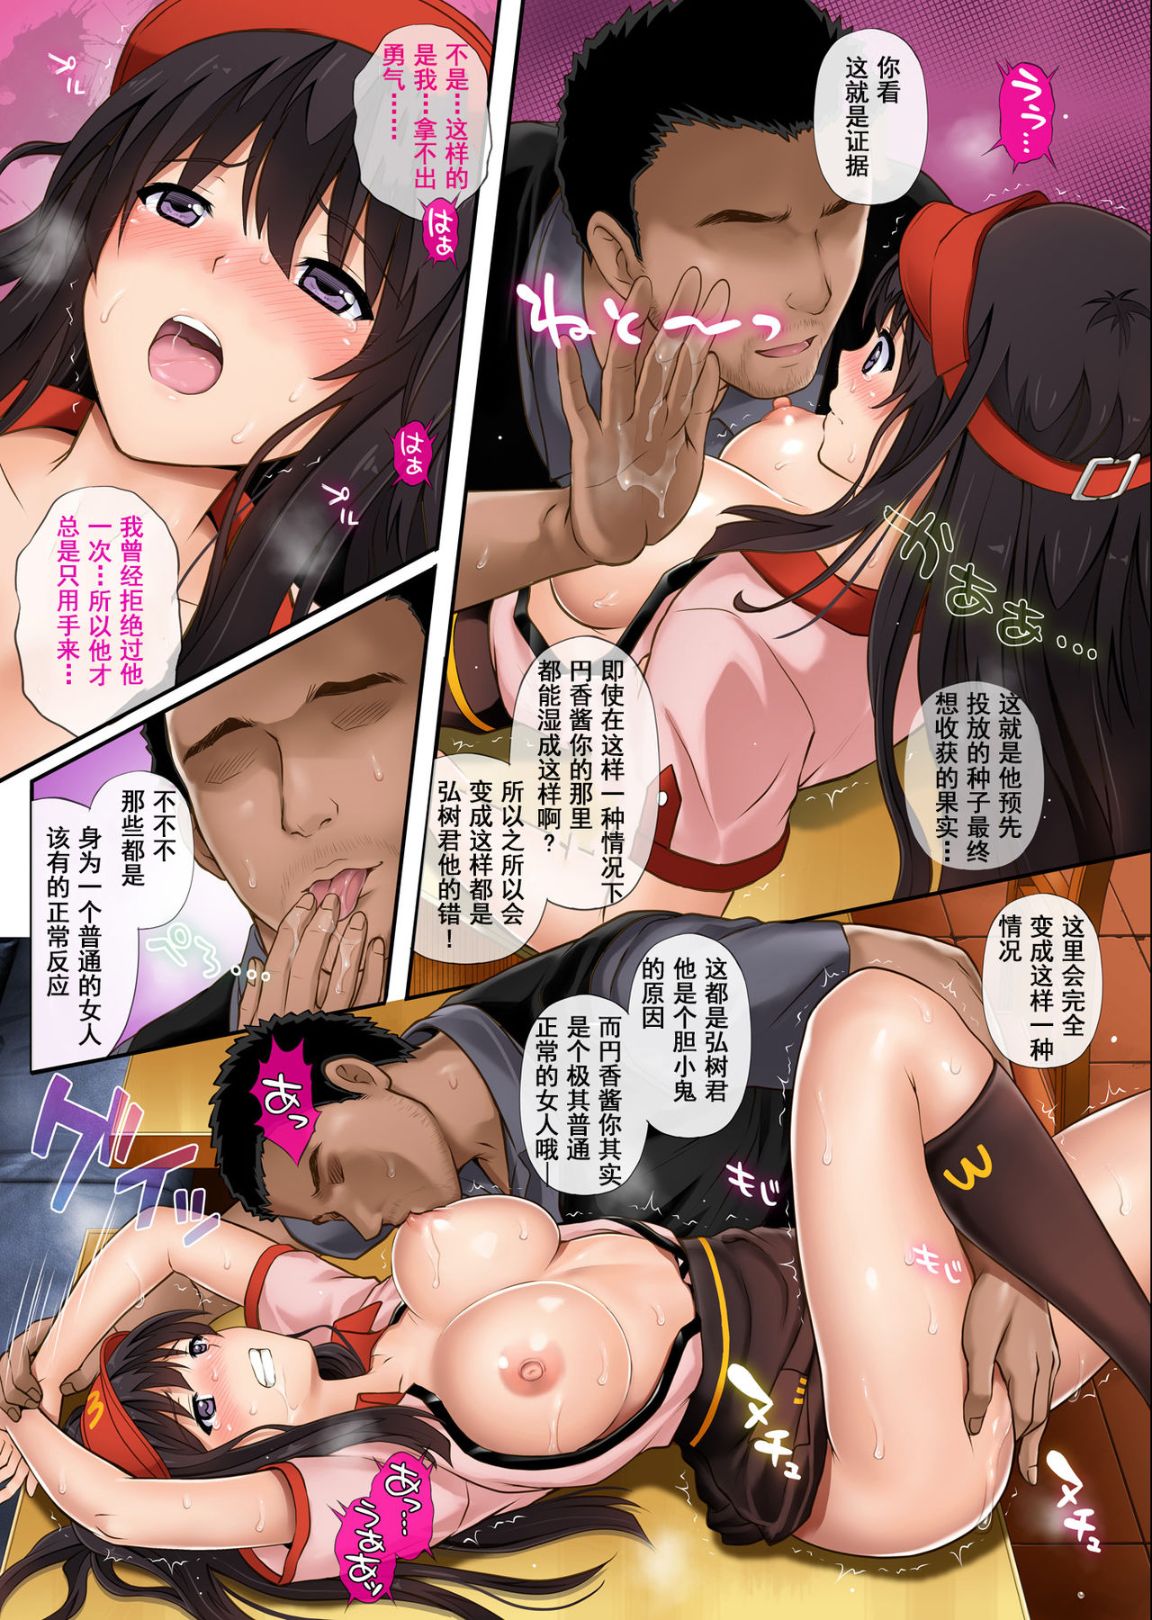 你看
这就是证据
うぅ…
ねと〜っ
かあああ…
这就是他预先
投放的种子最终
想收获的果实…
即使在这样一种情况下
円香酱你的那里
都能湿成这样啊?
所以之所以会
变成这样都是
弘树君他的错!
不是…这样的
是我…拿不出
勇气……
プル
はぁ
はぁ
プル
我曾经拒绝过他
一次…所以他才
总是只用手来…
不不不
那些都是
身为一个普通的女人
该有的正常反应
ぺろ…
这里会完全
变成这样一种
情况
这都是弘树君
他是个胆小鬼
的原因
而円香酱你其实
是个极其普通
正常的女人哦—
あっ
グイッ
もじ
もじ
ヌチュ
ヌチュ
あっ…
うああッ